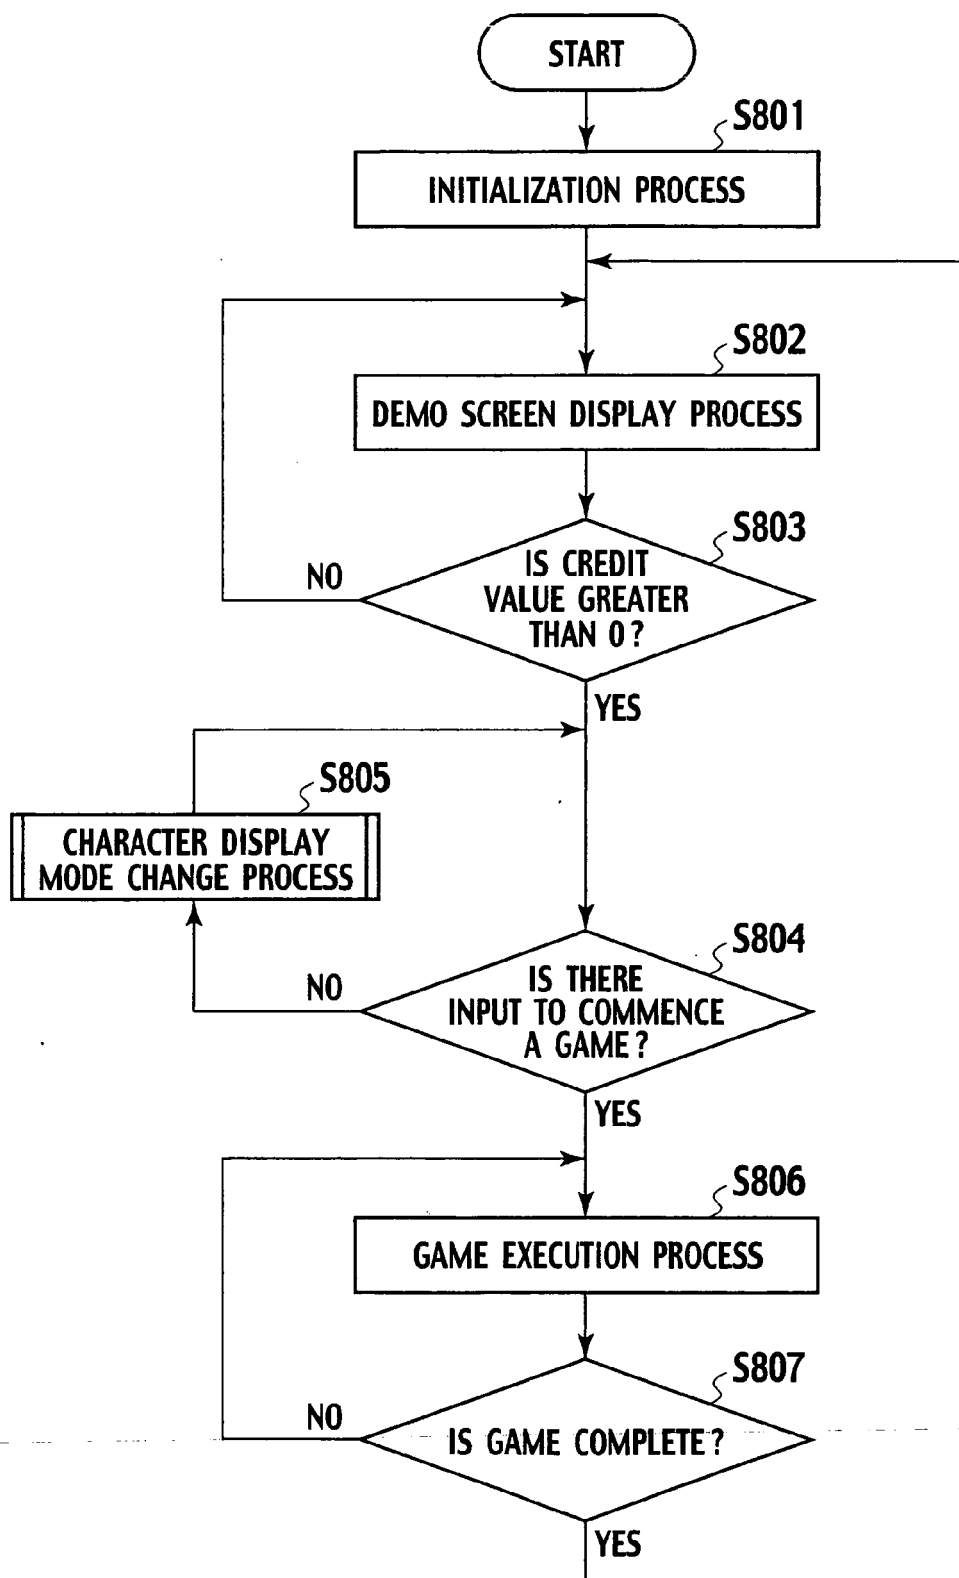 START
S801
INITIALIZATION PROCESS
S802
DEMO SCREEN DISPLAY PROCESS
S803
IS CREDIT
VALUE GREATER
THAN 0?
NO
YES
S805
CHARACTER DISPLAY
MODE CHANGE PROCESS
S804
IS THERE
INPUT TO COMMENCE
A GAME?
NO
YES
S806
GAME EXECUTION PROCESS
S807
IS GAME COMPLETE?
NO
YES